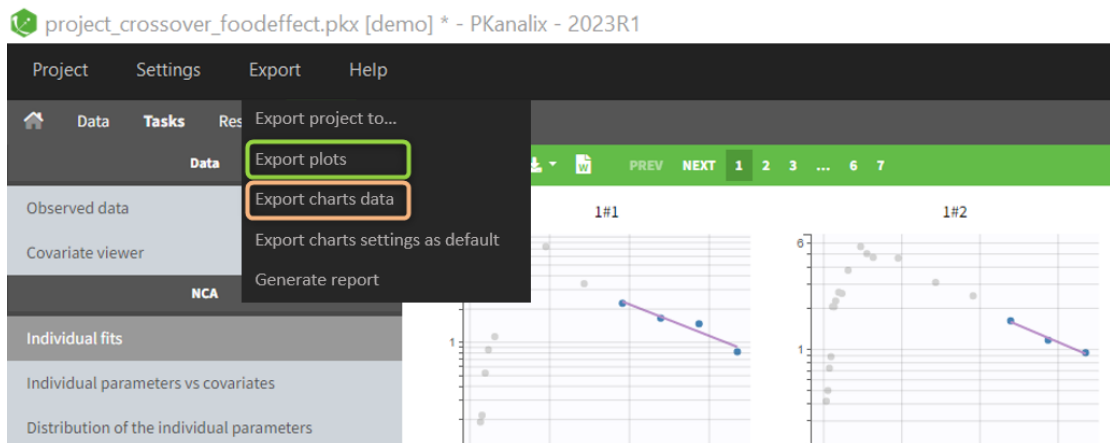 project_crossover_foodeffect.pkx [demo] * - PKanalix - 2023R1
Project Settings Export Help
Data Tasks Res
Export project to...
Data
Export plots
W PREV NEXT 1 2 3 ... 6 7
Observed data
Export charts data
1#1 1#2
Covariate viewer
Export charts settings as default
6
NCA
Generate report
Individual fits
1 1
Individual parameters vs covariates
Distribution of the individual parameters